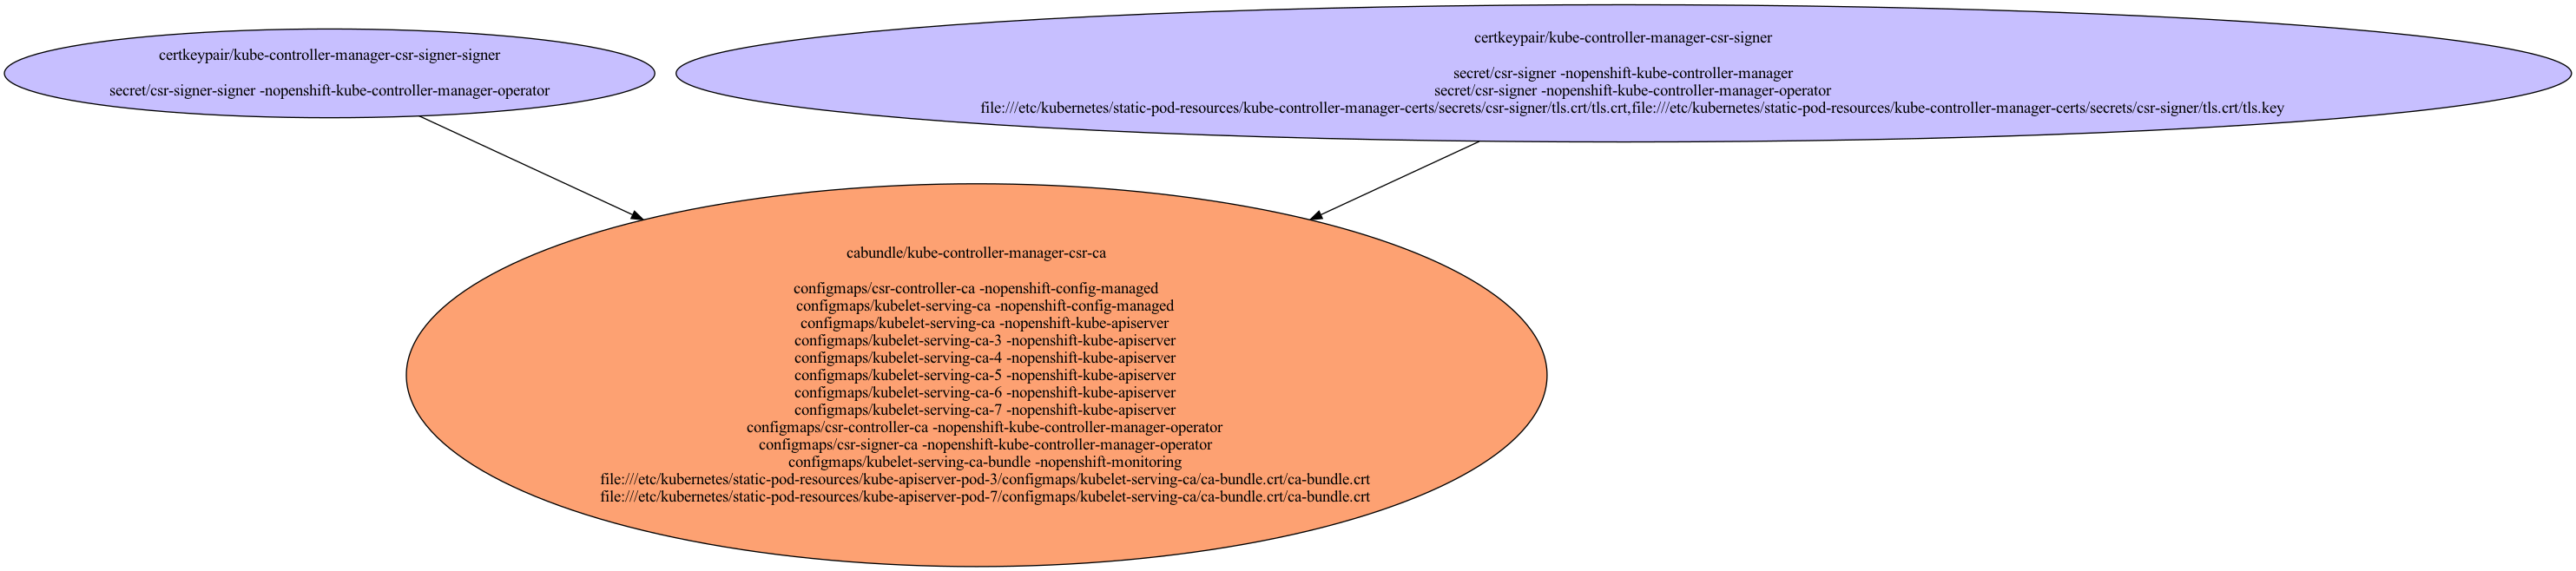 certkeypair/kube-controller-manager-csr-signer-signer
secret/csr-signer-signer -nopenshift-kube-controller-manager-operator
certkeypair/kube-controller-manager-csr-signer
secret/csr-signer -nopenshift-kube-controller-manager
secret/csr-signer -nopenshift-kube-controller-manager-operator
file:///etc/kubernetes/static-pod-resources/kube-controller-manager-certs/secrets/csr-signer/tls.crt/tls.crt,file:///etc/kubernetes/static-pod-resources/kube-controller-manager-certs/secrets/csr-signer/tls.crt/tls.key
cabundle/kube-controller-manager-csr-ca
configmaps/csr-controller-ca -nopenshift-config-managed
configmaps/kubelet-serving-ca -nopenshift-config-managed
configmaps/kubelet-serving-ca -nopenshift-kube-apiserver
configmaps/kubelet-serving-ca-3 -nopenshift-kube-apiserver
configmaps/kubelet-serving-ca-4 -nopenshift-kube-apiserver
configmaps/kubelet-serving-ca-5 -nopenshift-kube-apiserver
configmaps/kubelet-serving-ca-6 -nopenshift-kube-apiserver
configmaps/kubelet-serving-ca-7 -nopenshift-kube-apiserver
configmaps/csr-controller-ca -nopenshift-kube-controller-manager-operator
configmaps/csr-signer-ca -nopenshift-kube-controller-manager-operator
configmaps/kubelet-serving-ca-bundle -nopenshift-monitoring
file:///etc/kubernetes/static-pod-resources/kube-apiserver-pod-3/configmaps/kubelet-serving-ca/ca-bundle.crt/ca-bundle.crt
file:///etc/kubernetes/static-pod-resources/kube-apiserver-pod-7/configmaps/kubelet-serving-ca/ca-bundle.crt/ca-bundle.crt